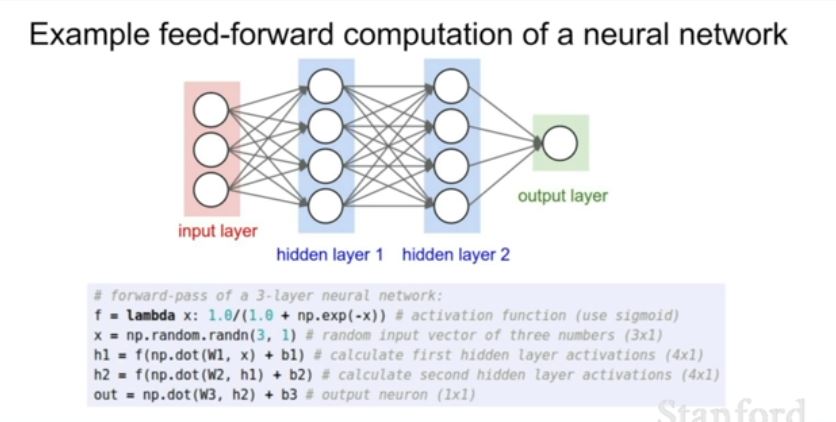 Example feed-forward computation of a neural network
input layer
hidden layer 1
hidden layer 2
output layer
# forward-pass of a 3-layer neural network:
f = lambda x: 1.0/(1.0 + np.exp(-x)) # activation function (use sigmoid)
x = np.random.randn(3, 1) # random input vector of three numbers (3x1)
h1 = f(np.dot(W1, x) + b1) # calculate first hidden layer activations (4x1)
h2 = f(np.dot(W2, h1) + b2) # calculate second hidden layer activations (4x1)
out = np.dot(W3, h2) + b3 # output neuron (1x1)
Stanford